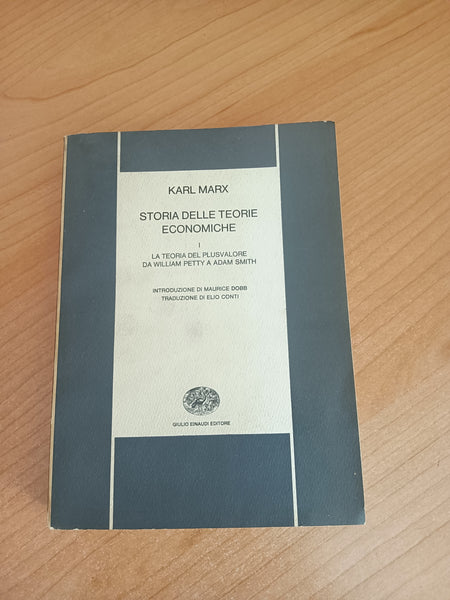 KARL MARX
STORIA DELLE TEORIE
ECONOMICHE
I
LA TEORIA DEL PLUSVALORE
DA WILLIAM PETTY A ADAM SMITH
INTRODUZIONE DI MAURICE DOBB
TRADUZIONE DI ELIO CONTI
GIULIO EINAUDI EDITORE